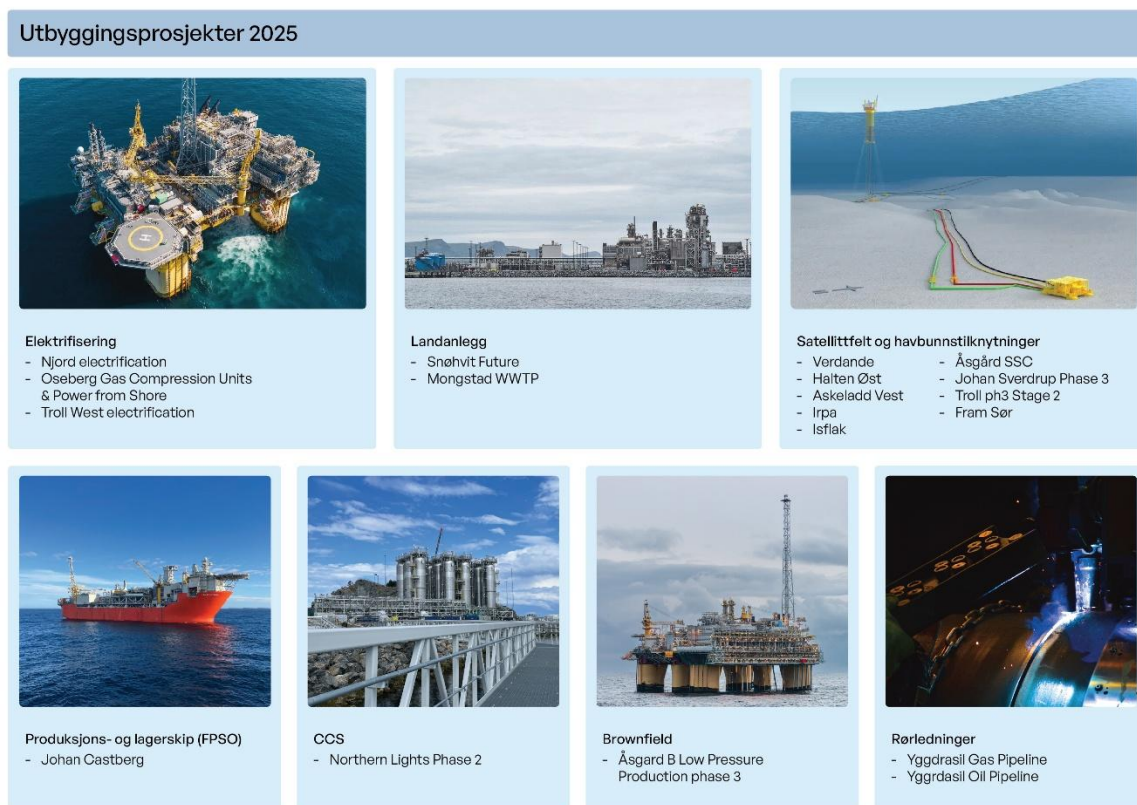 Utbyggingsprosjekter 2025
Elektrifisering
- Njord electrification
- Oseberg Gas Compression Units
& Power from Shore
- Troll West electrification
Landanlegg
- Snøhvit Future
- Mongstad WWTP
Satellittfelt og havbunnstilknytninger
- Verdande
- Halten Øst
- Askeladd Vest
- Irpa
- Isflak
- Åsgård SSC
- Johan Sverdrup Phase 3
- Troll ph3 Stage 2
- Fram Sør
Produksjons- og lagerskip (FPSO)
- Johan Castberg
CCS
- Northern Lights Phase 2
Brownfield
- Åsgard B Low Pressure
Production phase 3
Rørledninger
- Yggdrasil Gas Pipeline
- Yggrdasil Oil Pipeline